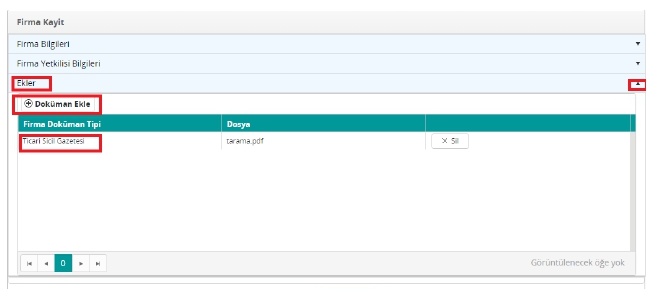 Firma Kayit
Firma Bilgileri
Firma Yetkilisi Bilgileri
Ekler
Doküman Ekle
Firma Doküman Tipi Dosya
Ticari Sicil Gazetesi tarama.pdf Sil
0 Görüntülenecek öğe yok